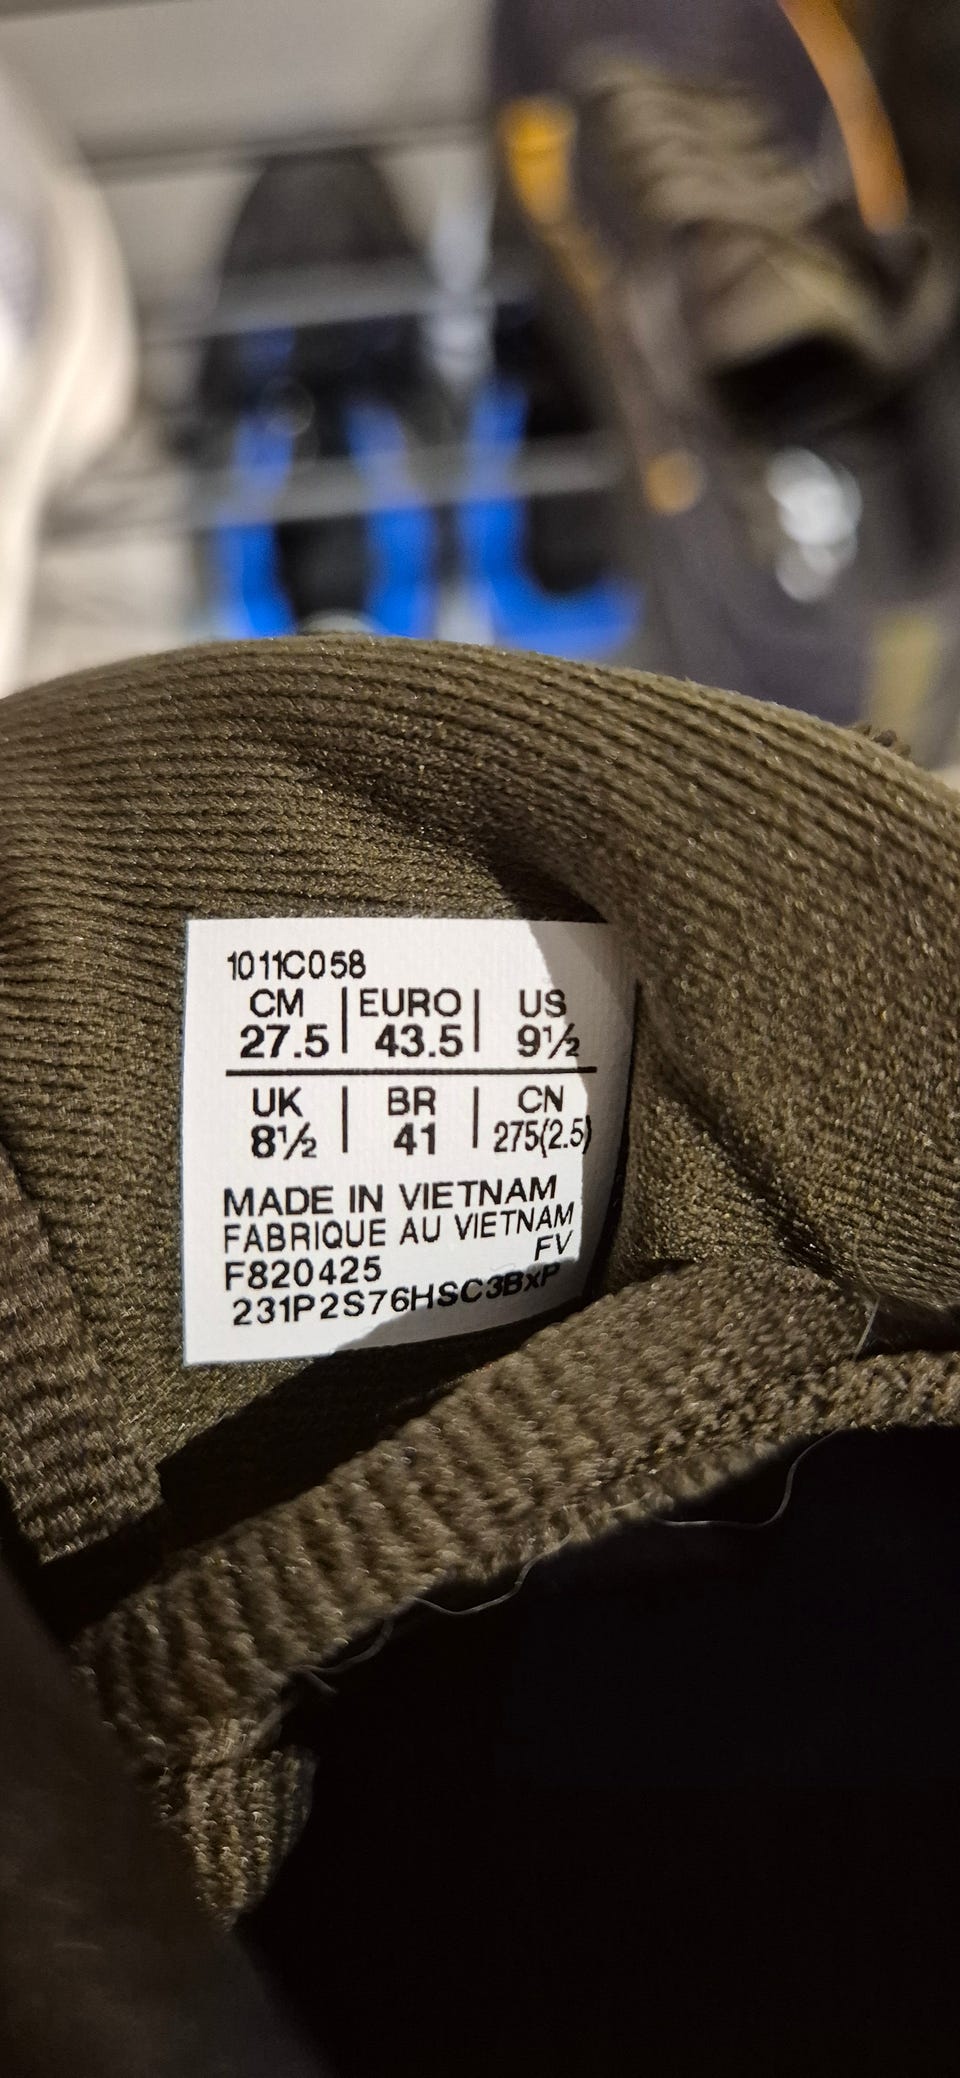 1011C058
CM | EURO | US
27.5 | 43.5 | 9½
UK | BR | CN
8½ | 41 | 275(2.5)
MADE IN VIETNAM
FABRIQUE AU VIETNAM
FV
F820425
231P2S76HSC3BxP